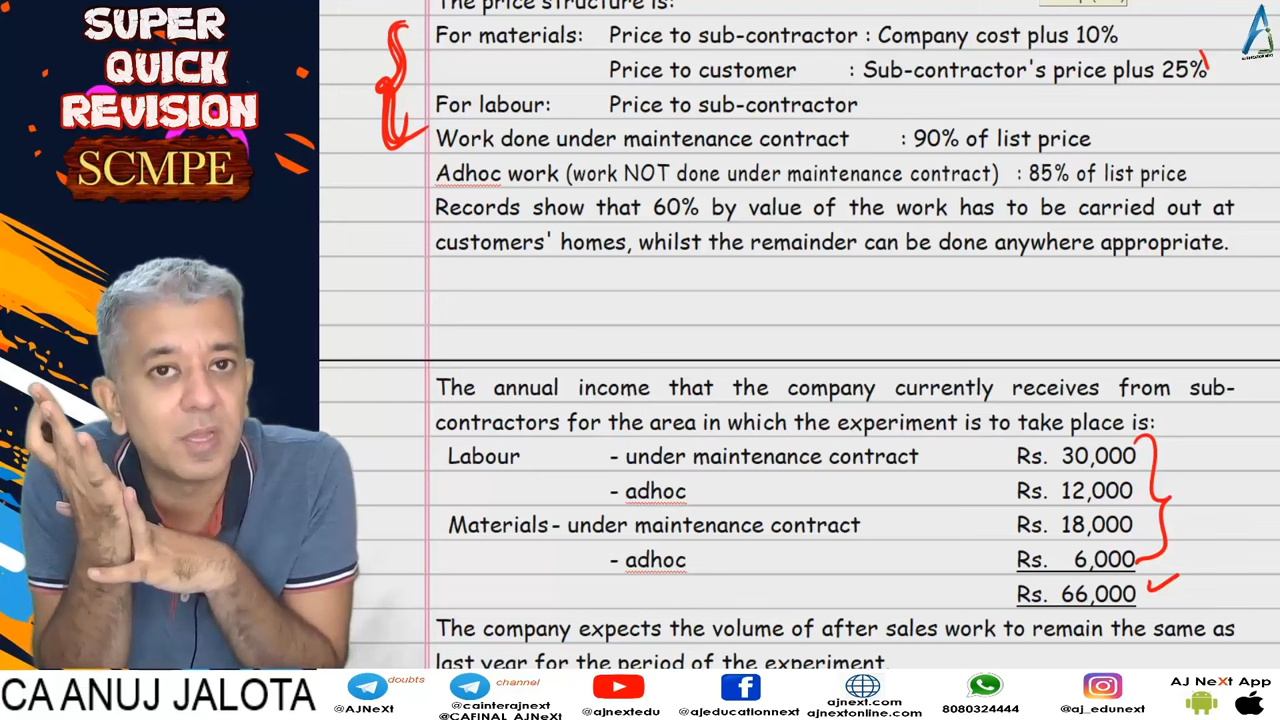 SUPER
QUICK
REVISION
SCMPE
The price structure is:
For materials: Price to sub-contractor : Company cost plus 10%
Price to customer : Sub-contractor's price plus 25%
For labour: Price to sub-contractor
Work done under maintenance contract : 90% of list price
Adhoc work (work NOT done under maintenance contract) : 85% of list price
Records show that 60% by value of the work has to be carried out at
customers' homes, whilst the remainder can be done anywhere appropriate.
The annual income that the company currently receives from sub-
contractors for the area in which the experiment is to take place is:
Labour - under maintenance contract Rs. 30,000
- adhoc Rs. 12,000
Materials - under maintenance contract Rs. 18,000
- adhoc Rs. 6,000
Rs. 66,000
The company expects the volume of after sales work to remain the same as
last year for the period of the experiment.
CA ANUJ JALOTA
doubts
@AJNeXt
channel
@cainterajnext
@CAFINAL_AJNeXt
@ajnextedu
@ajeducationnext
ajnext.com
ajnextonline.com
8080324444
@aj_edunext
AJ NeXt App